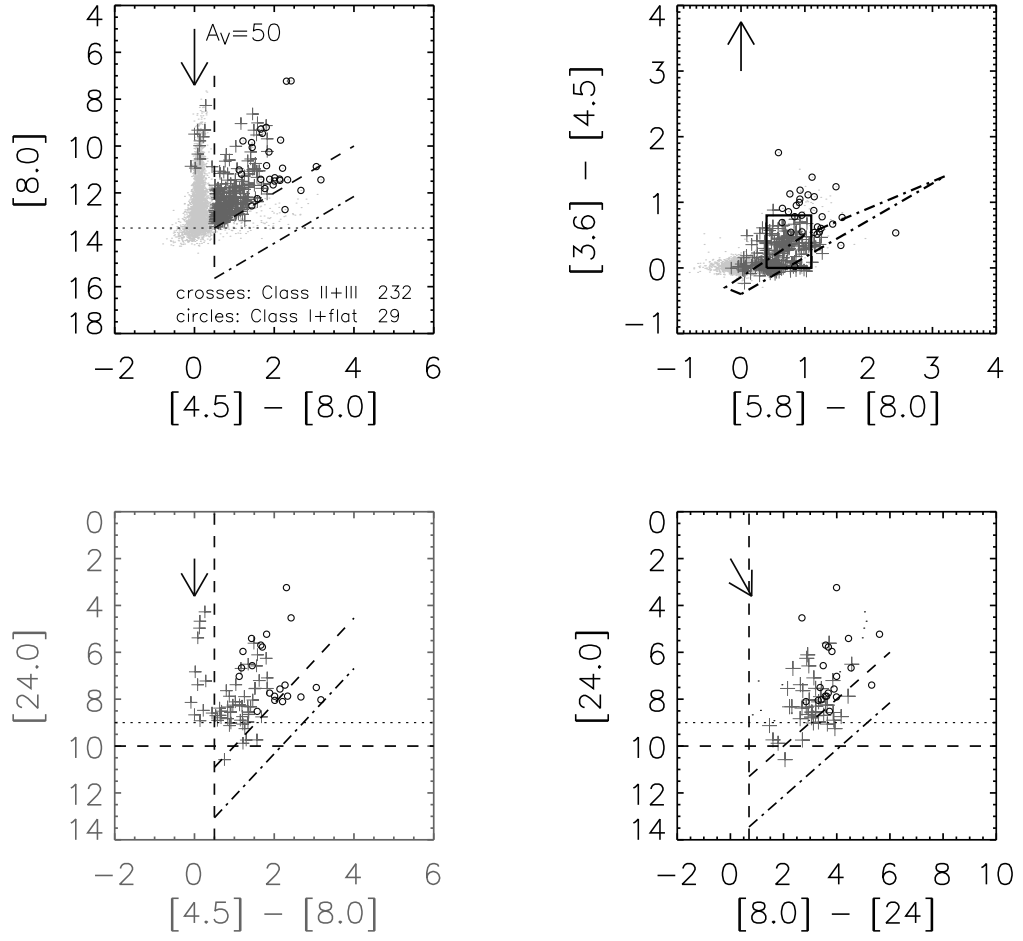 4
6
8
10
12
14
16
18
[8.0]
A_V=50
crosses: Class II+III 232
circles: Class I+flat 29
−2 0 2 4 6
[4.5] − [8.0]
4
3
2
1
0
−1
[3.6] − [4.5]
−1 0 1 2 3 4
[5.8] − [8.0]
0
2
4
6
8
10
12
14
[24.0]
−2 0 2 4 6
[4.5] − [8.0]
0
2
4
6
8
10
12
14
[24.0]
−2 0 2 4 6 8 10
[8.0] − [24]